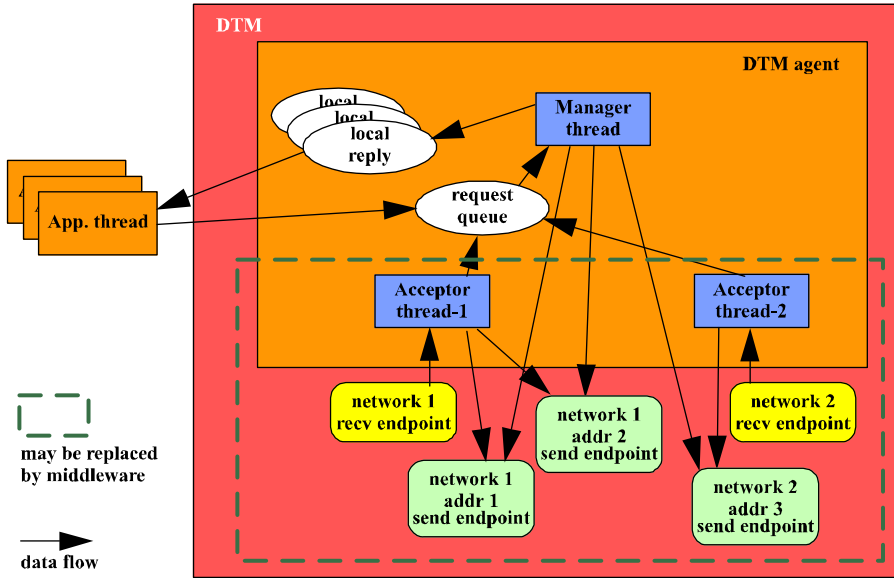 DTM
DTM agent
local
local
local
reply
Manager
thread
request
queue
App. thread
Acceptor
thread-1
Acceptor
thread-2
network 1
recv endpoint
network 1
addr 2
send endpoint
network 2
recv endpoint
network 1
addr 1
send endpoint
network 2
addr 3
send endpoint
may be replaced
by middleware
data flow